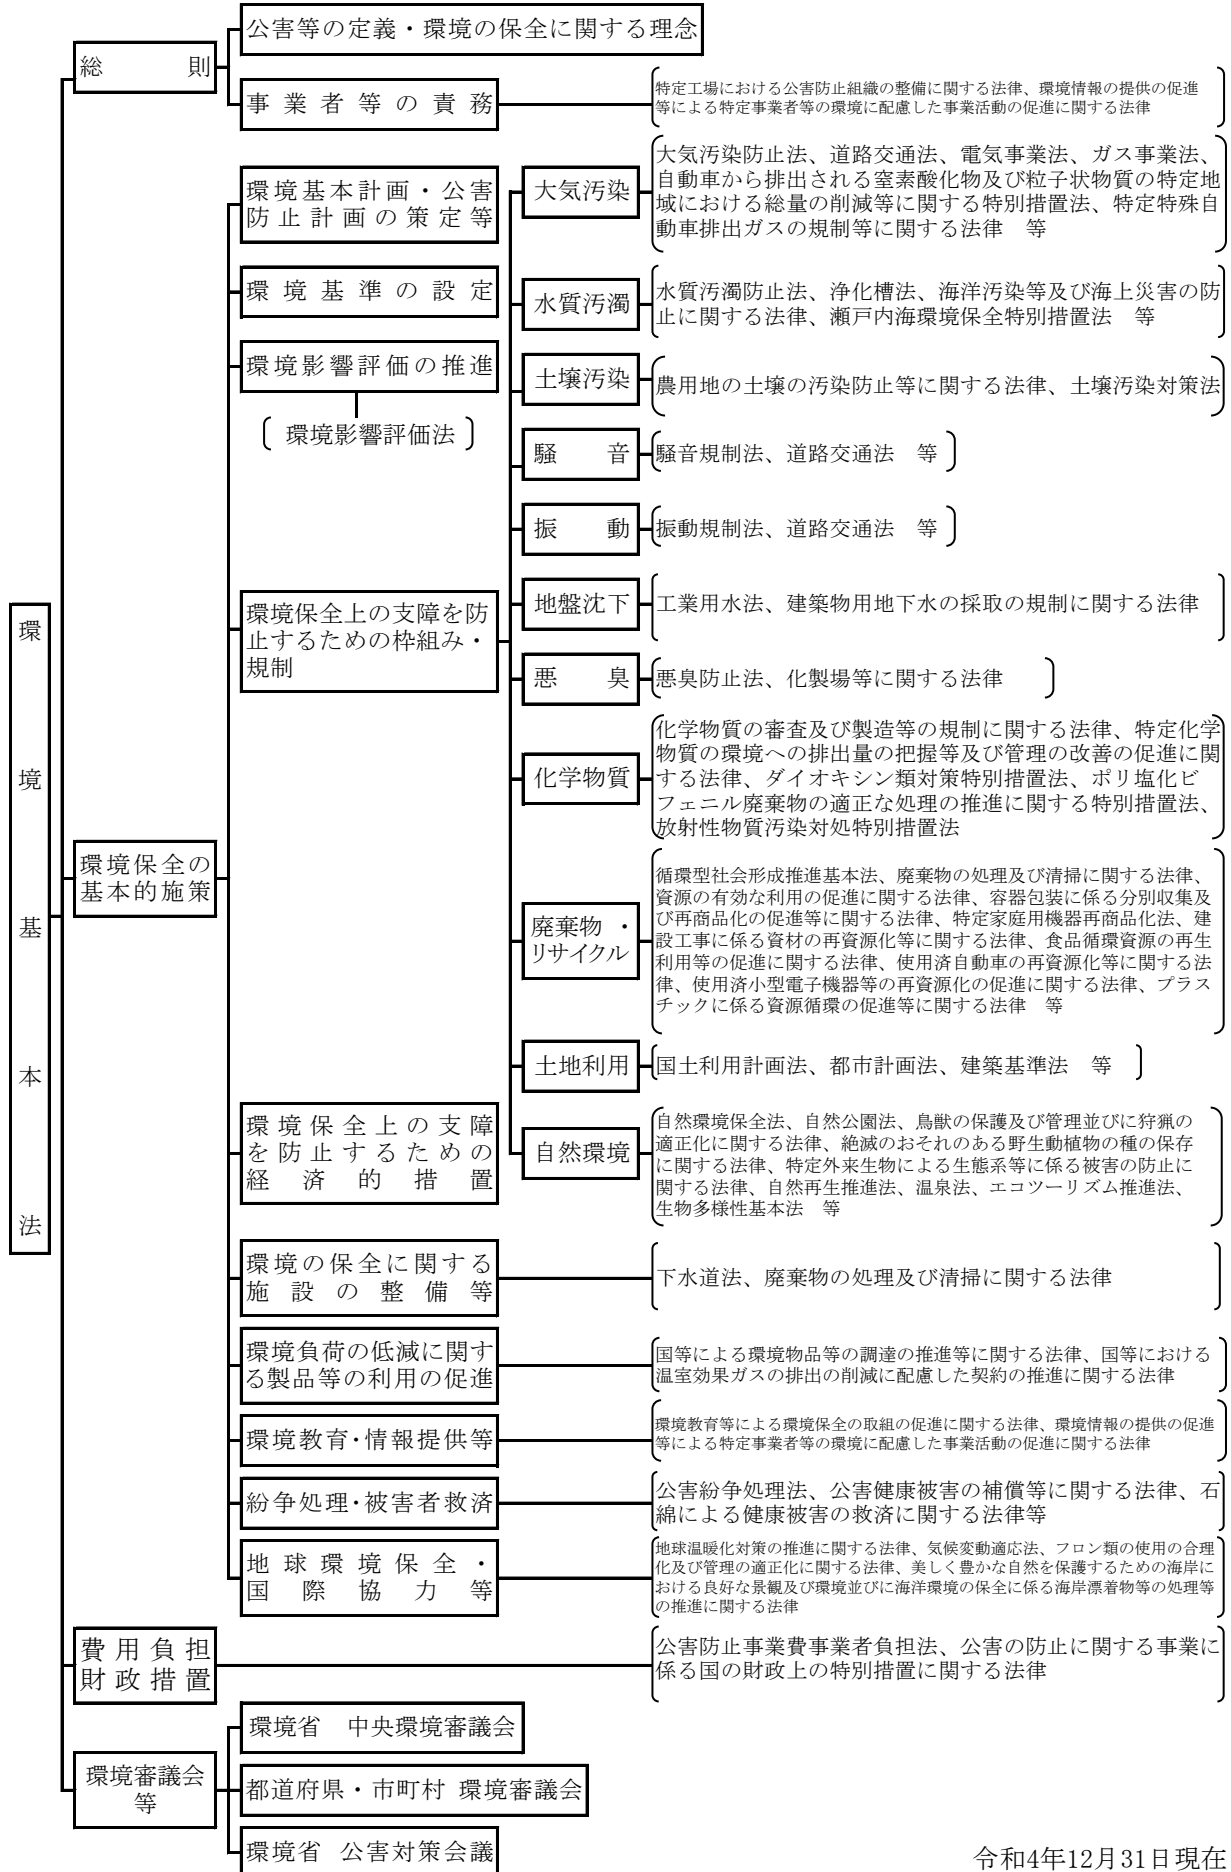 環境基本法
総則
公害等の定義・環境の保全に関する理念
事業者等の責務
特定工場における公害防止組織の整備に関する法律、環境情報の提供の促進
等による特定事業者等の環境に配慮した事業活動の促進に関する法律
環境保全の
基本的施策
環境基本計画・公害
防止計画の策定等
環境基準の設定
環境影響評価の推進
環境影響評価法
環境保全上の支障を防
止するための枠組み・
規制
大気汚染
大気汚染防止法、道路交通法、電気事業法、ガス事業法、
自動車から排出される窒素酸化物及び粒子状物質の特定地
域における総量の削減等に関する特別措置法、特定特殊自
動車排出ガスの規制等に関する法律 等
水質汚濁
水質汚濁防止法、浄化槽法、海洋汚染等及び海上災害の防
止に関する法律、瀬戸内海環境保全特別措置法 等
土壌汚染
農用地の土壌の汚染防止等に関する法律、土壌汚染対策法
騒音
騒音規制法、道路交通法 等
振動
振動規制法、道路交通法 等
地盤沈下
工業用水法、建築物用地下水の採取の規制に関する法律
悪臭
悪臭防止法、化製場等に関する法律
化学物質
化学物質の審査及び製造等の規制に関する法律、特定化学
物質の環境への排出量の把握等及び管理の改善の促進に関
する法律、ダイオキシン類対策特別措置法、ポリ塩化ビ
フェニル廃棄物の適正な処理の推進に関する特別措置法、
放射性物質汚染対処特別措置法
廃棄物・
リサイクル
循環型社会形成推進基本法、廃棄物の処理及び清掃に関する法律、
資源の有効な利用の促進に関する法律、容器包装に係る分別収集及
び再商品化の促進等に関する法律、特定家庭用機器再商品化法、建
設工事に係る資材の再資源化等に関する法律、食品循環資源の再生
利用等の促進に関する法律、使用済自動車の再資源化等に関する法
律、使用済小型電子機器等の再資源化の促進に関する法律、プラス
チックに係る資源循環の促進等に関する法律 等
土地利用
国土利用計画法、都市計画法、建築基準法 等
自然環境
自然環境保全法、自然公園法、鳥獣の保護及び管理並びに狩猟の
適正化に関する法律、絶滅のおそれのある野生動植物の種の保存
に関する法律、特定外来生物による生態系等に係る被害の防止に
関する法律、自然再生推進法、温泉法、エコツーリズム推進法、
生物多様性基本法 等
環境保全上の支障
を防止するための
経済的措置
環境の保全に関する
施設の整備等
下水道法、廃棄物の処理及び清掃に関する法律
環境負荷の低減に関す
る製品等の利用の促進
国等による環境物品等の調達の推進等に関する法律、国等における
温室効果ガスの排出の削減に配慮した契約の推進に関する法律
環境教育・情報提供等
環境教育等による環境保全の取組の促進に関する法律、環境情報の提供の促進
等による特定事業者等の環境に配慮した事業活動の促進に関する法律
紛争処理・被害者救済
公害紛争処理法、公害健康被害の補償等に関する法律、石
綿による健康被害の救済に関する法律等
地球環境保全・
国際協力等
地球温暖化対策の推進に関する法律、気候変動適応法、フロン類の使用の合理
化及び管理の適正化に関する法律、美しく豊かな自然を保護するための海岸に
おける良好な景観及び環境並びに海洋環境の保全に係る海岸漂着物等の処理等
の推進に関する法律
費用負担
財政措置
公害防止事業費事業者負担法、公害の防止に関する事業に
係る国の財政上の特別措置に関する法律
環境審議会
等
環境省 中央環境審議会
都道府県・市町村 環境審議会
環境省 公害対策会議
令和4年12月31日現在